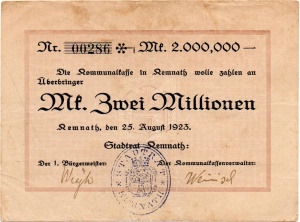 Nr. 00286 ✻ Mk. 2.000,000 —
Die Kommunalkasse in Kemnath wolle zahlen an
Überbringer
Mk. Zwei Millionen
Kemnath, den 25. August 1923.
Stadtrat Kemnath:
Der 1. Bürgermeister: Der Kommunalkassenverwalter: